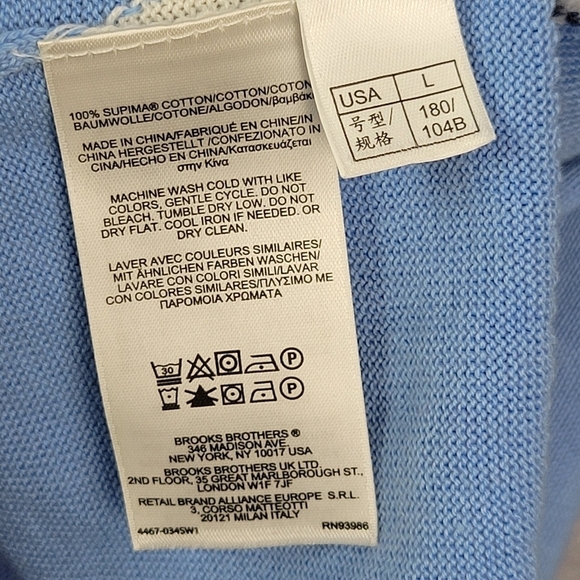 100% SUPIMA® COTTON/COTTON/COTON
BAUMWOLLE/COTONE/ALGODON/βαμβάκι
MADE IN CHINA/FABRIQUÉ EN CHINE/IN
CHINA HERGESTELLT /CONFEZIONATO IN
CINA/HECHO EN CHINA/Κατασκευάζεται
στην Κίνα
MACHINE WASH COLD WITH LIKE
COLORS, GENTLE CYCLE. DO NOT
BLEACH. TUMBLE DRY LOW. DO NOT
DRY FLAT. COOL IRON IF NEEDED. OR
DRY CLEAN.
LAVER AVEC COULEURS SIMILAIRES/
MIT ÄHNLICHEN FARBEN WASCHEN/
LAVARE CON COLORI SIMILI/LAVAR
CON COLORES SIMILARES/ΠΛΥΣΙΜΟ ΜΕ
ΠΑΡΟΜΟΙΑ ΧΡΩΜΑΤΑ
30 P
P
BROOKS BROTHERS ®
346 MADISON AVE.
NEW YORK, NY 10017 USA
BROOKS BROTHERS UK LTD.
2ND FLOOR, 35 GREAT MARLBOROUGH ST.,
LONDON W1F 7JF
RETAIL BRAND ALLIANCE EUROPE S.R.L.
3, CORSO MATTEOTTI
20121 MILAN ITALY
4467-034SW1 RN93986
USA L
号型/ 180/
规格 104B